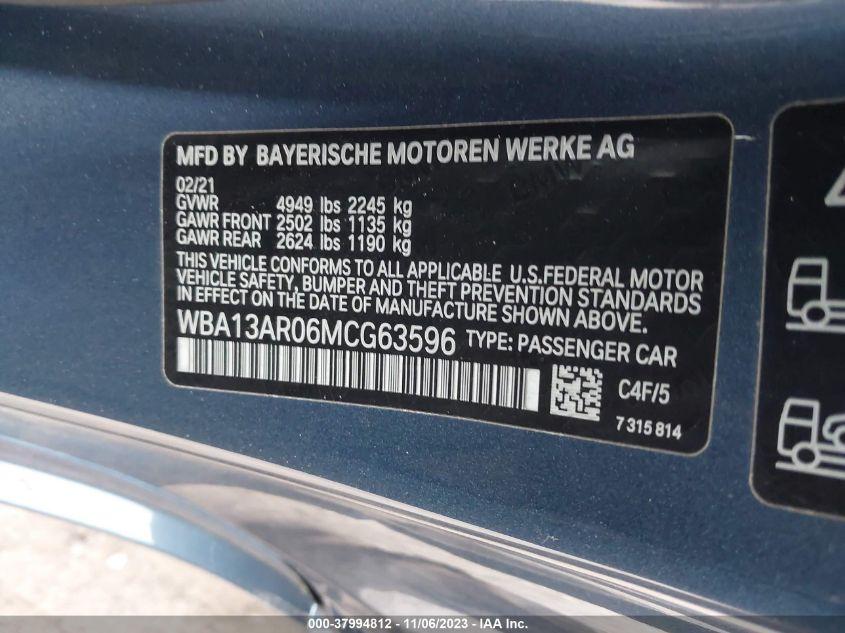 MFD BY BAYERISCHE MOTOREN WERKE AG
02/21
GVWR 4949 lbs 2245 kg
GAWR FRONT 2502 lbs 1135 kg
GAWR REAR 2624 lbs 1190 kg
THIS VEHICLE CONFORMS TO ALL APPLICABLE U.S.FEDERAL MOTOR
VEHICLE SAFETY, BUMPER AND THEFT PREVENTION STANDARDS
IN EFFECT ON THE DATE OF MANUFACTURE SHOWN ABOVE.
WBA13AR06MCG63596 TYPE: PASSENGER CAR
C4F/5
7 315 814
000-37994812 - 11/06/2023 - IAAI.com